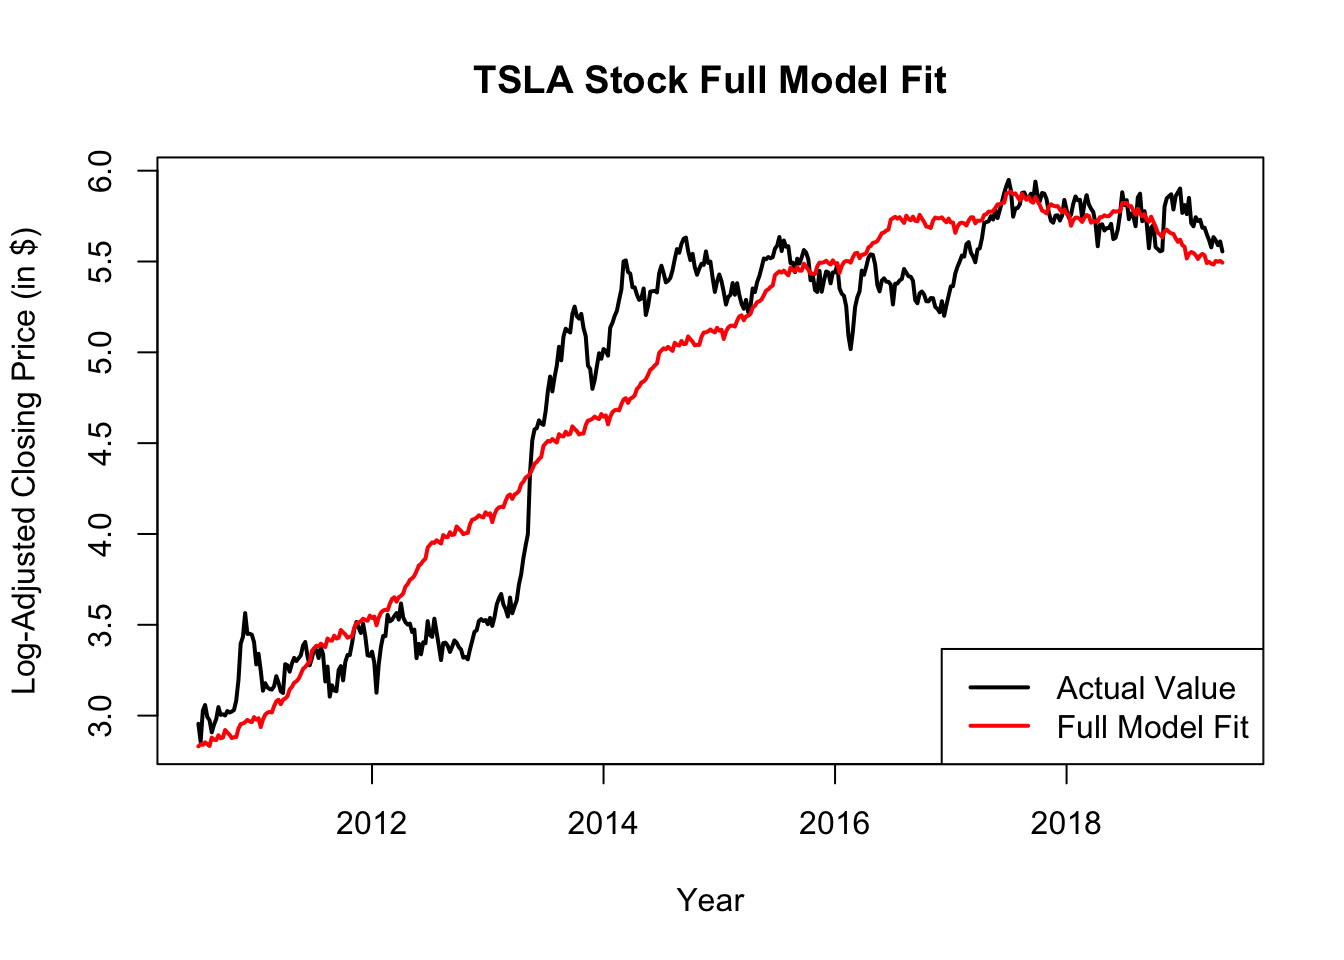 TSLA Stock Full Model Fit
Log-Adjusted Closing Price (in $)
6.0
5.5
5.0
4.5
4.0
3.5
3.0
Actual Value
Full Model Fit
2012 2014 2016 2018
Year